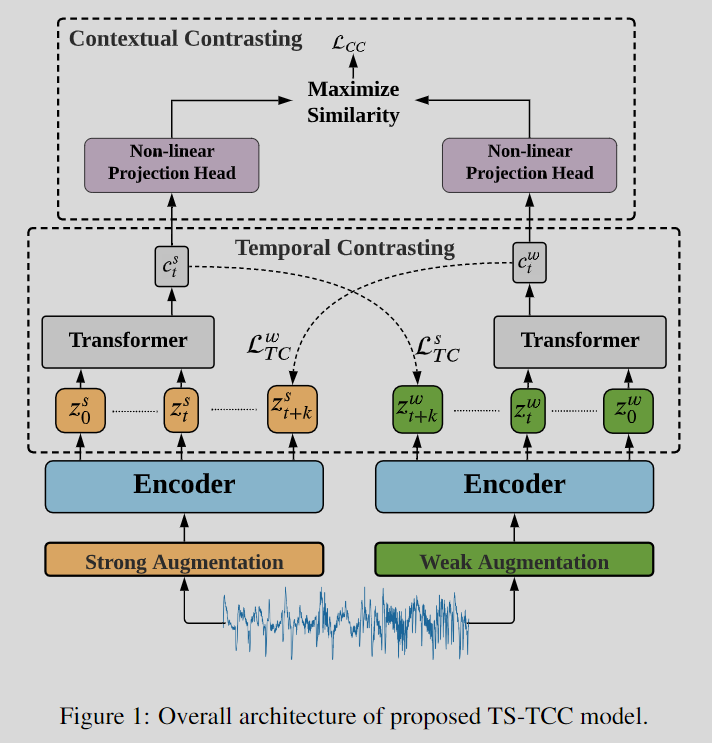 Contextual Contrasting
ℒCC
Maximize
Similarity
Non-linear
Projection Head
Non-linear
Projection Head
Temporal Contrasting
c_t^s
c_t^w
Transformer
Transformer
ℒ_TC^w
ℒ_TC^s
z_0^s z_t^s z_{t+k}^s z_{t+k}^w z_t^w z_0^w
Encoder
Encoder
Strong Augmentation
Weak Augmentation
Figure 1: Overall architecture of proposed TS-TCC model.